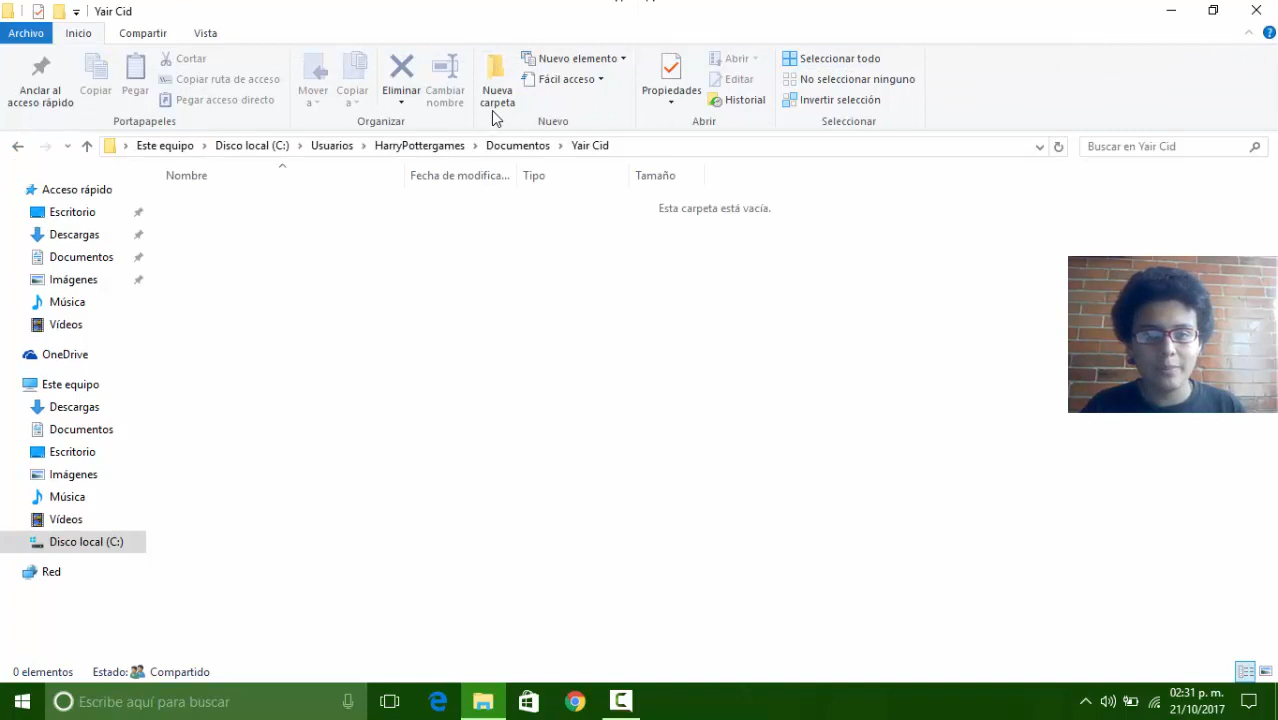 Yair Cid
Archivo Inicio Compartir Vista
Anclar al acceso rápido
Copiar
Pegar
Cortar
Copiar ruta de acceso
Pegar acceso directo
Portapapeles
Mover a
Copiar a
Eliminar
Cambiar nombre
Organizar
Nueva carpeta
Nuevo elemento
Fácil acceso
Nuevo
Propiedades
Abrir
Editar
Historial
Abrir
Seleccionar todo
No seleccionar ninguno
Invertir selección
Seleccionar
Este equipo Disco local (C:) Usuarios HarryPottergames Documentos Yair Cid
Buscar en Yair Cid
Nombre Fecha de modifica... Tipo Tamaño
Esta carpeta está vacía.
Acceso rápido
Escritorio
Descargas
Documentos
Imágenes
Música
Vídeos
OneDrive
Este equipo
Descargas
Documentos
Escritorio
Imágenes
Música
Vídeos
Disco local (C:)
Red
0 elementos Estado: Compartido
Escribe aquí para buscar
02:31 p. m.
21/10/2017